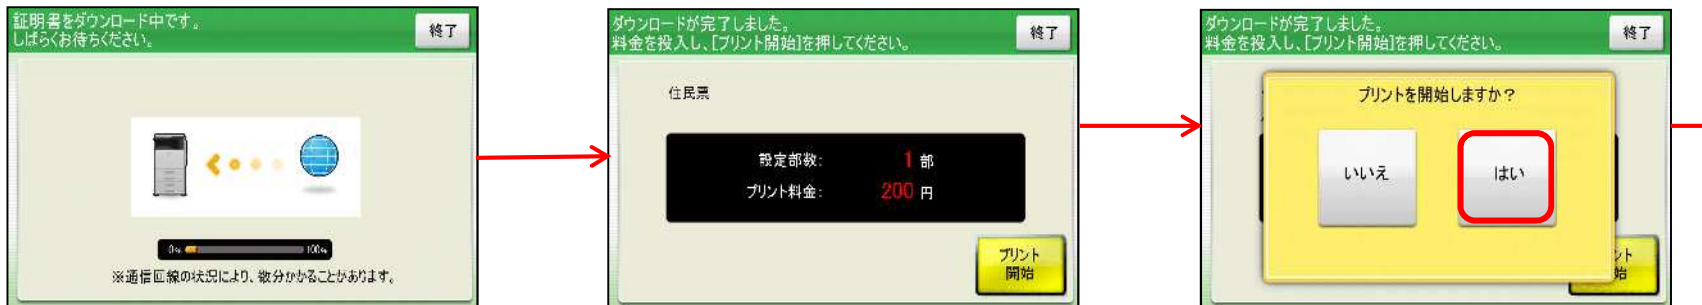 証明書をダウンロード中です。
しばらくお待ちください。
終了
0%
100%
※通信回線の状況により、数分かかることがあります。
ダウンロードが完了しました。
料金を投入し、[プリント開始]を押してください。
終了
住民票
設定部数: 1 部
プリント料金: 200 円
プリント
開始
ダウンロードが完了しました。
料金を投入し、[プリント開始]を押してください。
終了
プリントを開始しますか?
いいえ
はい
ント
始